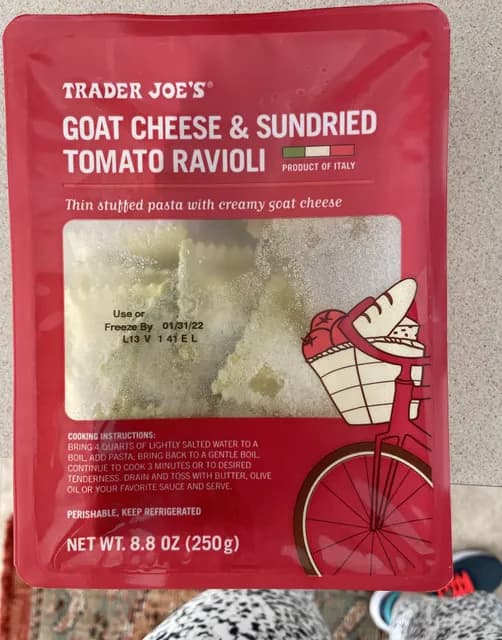 TRADER JOE'S®
GOAT CHEESE & SUNDRIED
TOMATO RAVIOLI
PRODUCT OF ITALY
Thin stuffed pasta with creamy goat cheese
Use or
Freeze By 01/31/22
L13 V 1 41 E L
COOKING INSTRUCTIONS:
BRING 4 QUARTS OF LIGHTLY SALTED WATER TO A
BOIL, ADD PASTA; BRING BACK TO A GENTLE BOIL.
CONTINUE TO COOK 3 MINUTES OR TO DESIRED
TENDERNESS. DRAIN AND TOSS WITH BUTTER, OLIVE
OIL OR YOUR FAVORITE SAUCE AND SERVE.
PERISHABLE, KEEP REFRIGERATED
NET WT. 8.8 OZ (250g)